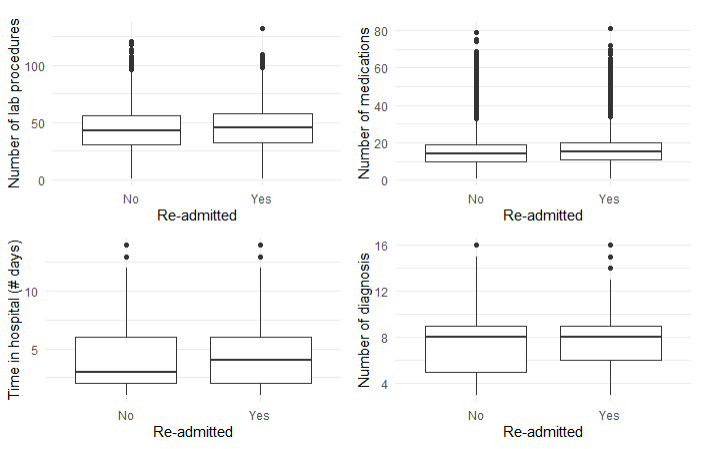 Number of lab procedures
100
50
0
No Yes
Re-admitted
Number of medications
80
60
40
20
0
No Yes
Re-admitted
Time in hospital (# days)
10
5
No Yes
Re-admitted
Number of diagnosis
16
12
8
4
No Yes
Re-admitted